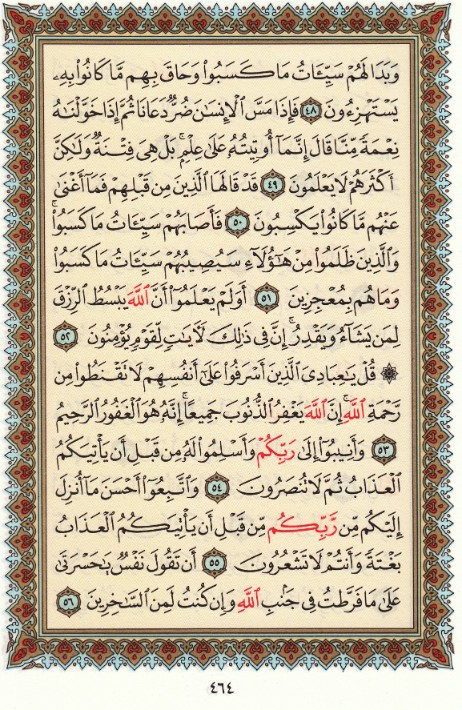 وَبَدَا لَهُمْ سَيِّـَٔاتُ مَا كَسَبُوا۟ وَحَاقَ بِهِم مَّا كَانُوا۟ بِهِۦ
يَسْتَهْزِءُونَ ٤٨ فَإِذَا مَسَّ ٱلْإِنسَٰنَ ضُرٌّ دَعَانَا ثُمَّ إِذَا خَوَّلْنَٰهُ
نِعْمَةً مِّنَّا قَالَ إِنَّمَآ أُوتِيتُهُۥ عَلَىٰ عِلْمٍۭ ۚ بَلْ هِىَ فِتْنَةٌ وَلَٰكِنَّ
أَكْثَرَهُمْ لَا يَعْلَمُونَ ٤٩ قَدْ قَالَهَا ٱلَّذِينَ مِن قَبْلِهِمْ فَمَآ أَغْنَىٰ
عَنْهُم مَّا كَانُوا۟ يَكْسِبُونَ ٥٠ فَأَصَابَهُمْ سَيِّـَٔاتُ مَا كَسَبُوا۟ ۚ
وَٱلَّذِينَ ظَلَمُوا۟ مِنْ هَٰٓؤُلَآءِ سَيُصِيبُهُمْ سَيِّـَٔاتُ مَا كَسَبُوا۟
وَمَا هُم بِمُعْجِزِينَ ٥١ أَوَلَمْ يَعْلَمُوٓا۟ أَنَّ ٱللَّهَ يَبْسُطُ ٱلرِّزْقَ
لِمَن يَشَآءُ وَيَقْدِرُ ۚ إِنَّ فِى ذَٰلِكَ لَـَٔايَٰتٍ لِّقَوْمٍ يُؤْمِنُونَ ٥٢
۞ قُلْ يَٰعِبَادِىَ ٱلَّذِينَ أَسْرَفُوا۟ عَلَىٰٓ أَنفُسِهِمْ لَا تَقْنَطُوا۟ مِن
رَّحْمَةِ ٱللَّهِ ۚ إِنَّ ٱللَّهَ يَغْفِرُ ٱلذُّنُوبَ جَمِيعًا ۚ إِنَّهُۥ هُوَ ٱلْغَفُورُ ٱلرَّحِيمُ
٥٣ وَأَنِيبُوٓا۟ إِلَىٰ رَبِّكُمْ وَأَسْلِمُوا۟ لَهُۥ مِن قَبْلِ أَن يَأْتِيَكُمُ
ٱلْعَذَابُ ثُمَّ لَا تُنصَرُونَ ٥٤ وَٱتَّبِعُوٓا۟ أَحْسَنَ مَآ أُنزِلَ
إِلَيْكُم مِّن رَّبِّكُم مِّن قَبْلِ أَن يَأْتِيَكُمُ ٱلْعَذَابُ
بَغْتَةً وَأَنتُمْ لَا تَشْعُرُونَ ٥٥ أَن تَقُولَ نَفْسٌ يَٰحَسْرَتَىٰ
عَلَىٰ مَا فَرَّطتُ فِى جَنۢبِ ٱللَّهِ وَإِن كُنتُ لَمِنَ ٱلسَّٰخِرِينَ ٥٦
٤٦٤